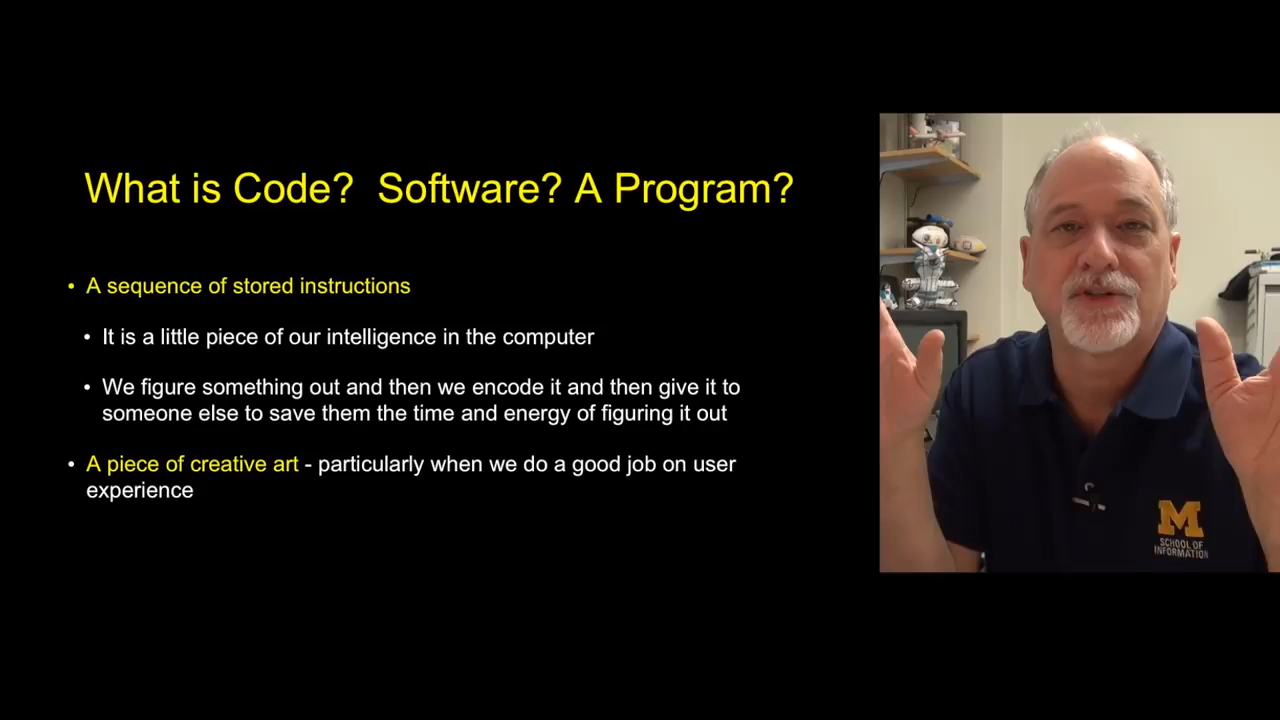 What is Code?  Software? A Program?
• A sequence of stored instructions
• It is a little piece of our intelligence in the computer
• We figure something out and then we encode it and then give it to
someone else to save them the time and energy of figuring it out
• A piece of creative art - particularly when we do a good job on user
experience
M
SCHOOL OF
INFORMATION